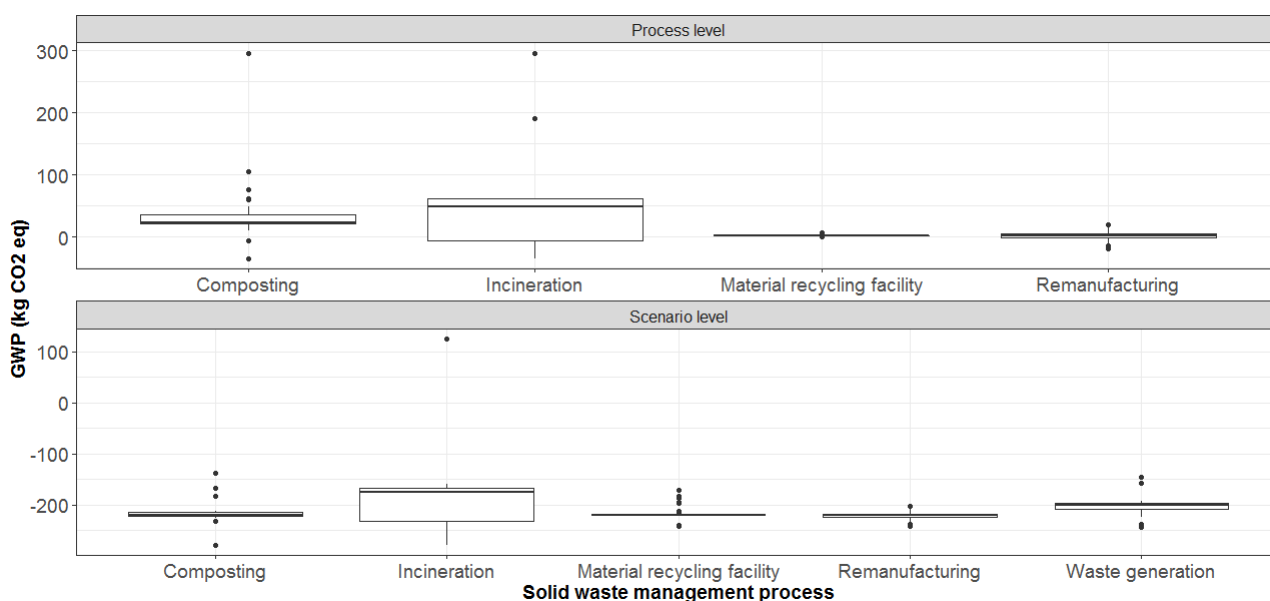 Process level
300
200
100
0
Composting Incineration Material recycling facility Remanufacturing
GWP (kg CO2 eq)
Scenario level
100
0
-100
-200
Composting Incineration Material recycling facility Remanufacturing Waste generation
Solid waste management process